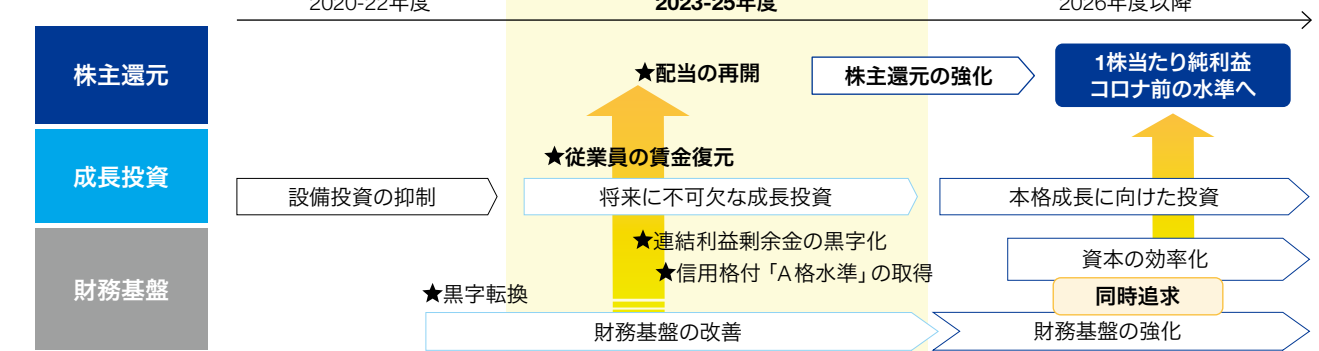 2020-22年度
2023-25年度
2026年度以降
株主還元
★配当の再開
株主還元の強化
1株当たり純利益
コロナ前の水準へ
成長投資
★従業員の賃金復元
設備投資の抑制
将来に不可欠な成長投資
本格成長に向けた投資
財務基盤
★連結利益剰余金の黒字化
★信用格付「A格水準」の取得
資本の効率化
★黒字転換
同時追求
財務基盤の改善
財務基盤の強化